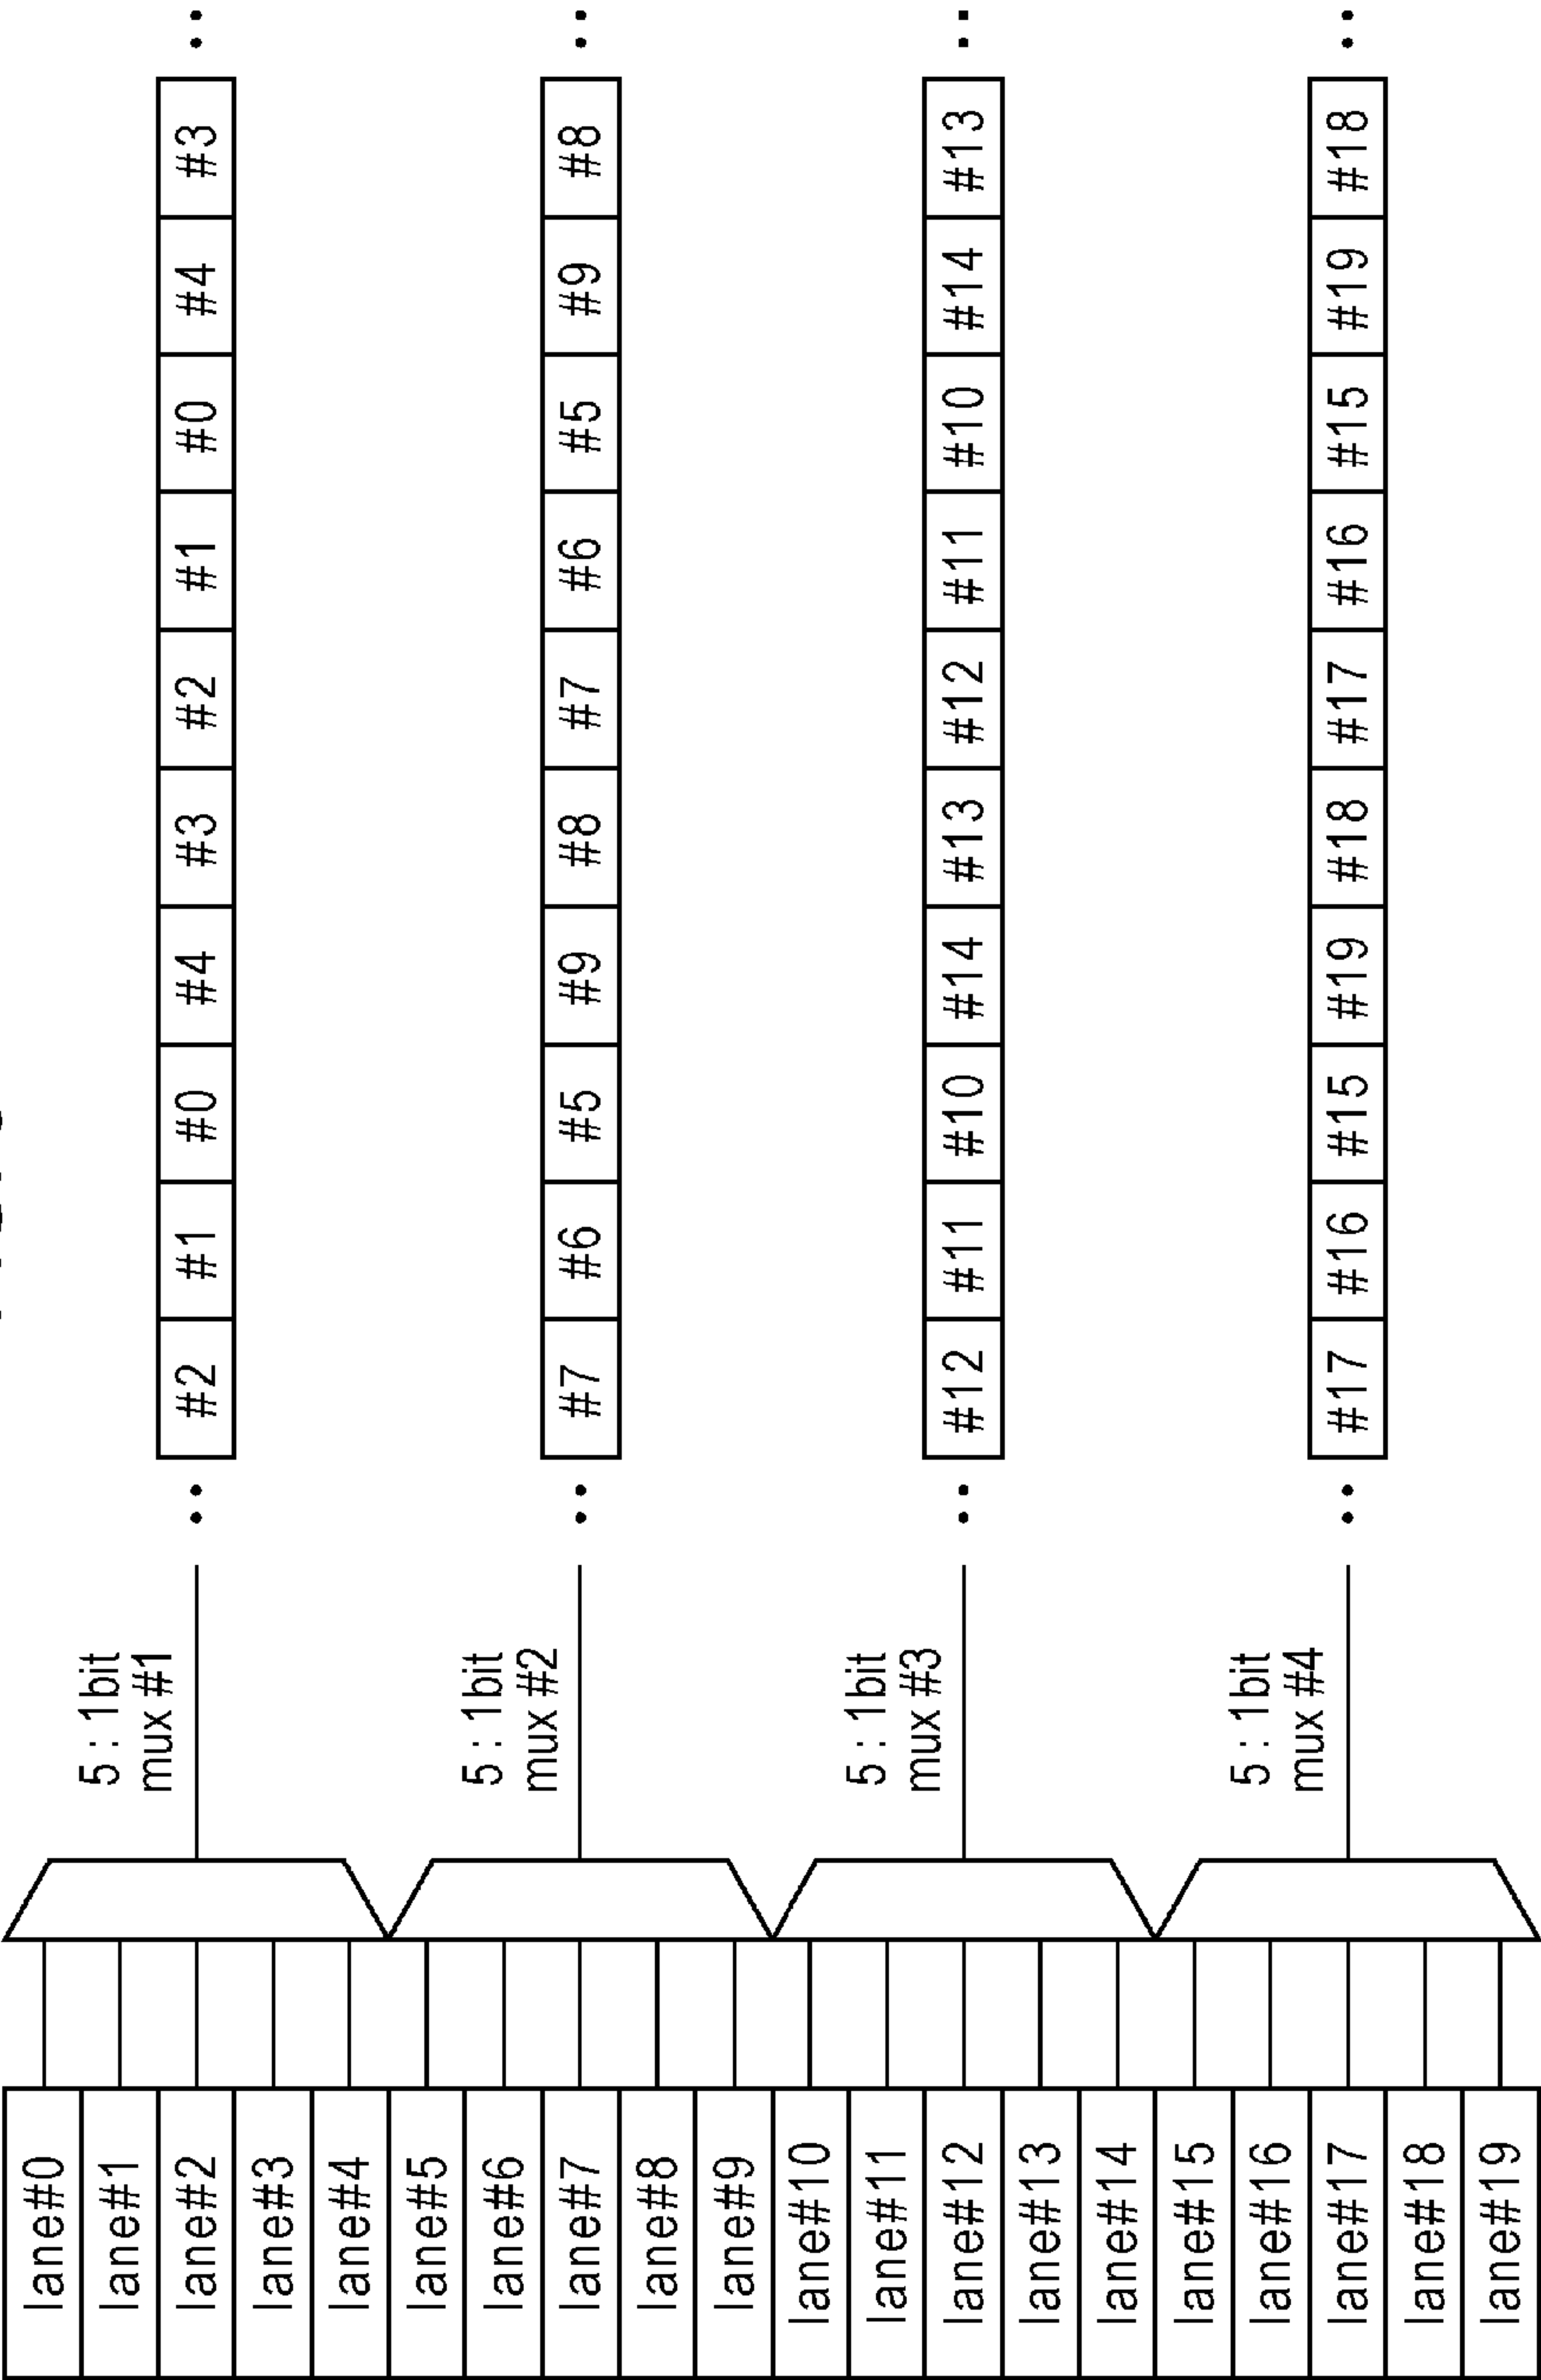 lane#0
lane#1
lane#2
lane#3
lane#4
lane#5
lane#6
lane#7
lane#8
lane#9
lane#10
lane#11
lane#12
lane#13
lane#14
lane#15
lane#16
lane#17
lane#18
lane#19
5 : 1bit
mux #1
#2 #1 #0 #4 #3 #2 #1 #0 #4 #3
5 : 1bit
mux #2
#7 #6 #5 #9 #8 #7 #6 #5 #9 #8
5 : 1bit
mux #3
#12 #11 #10 #14 #13 #12 #11 #10 #14 #13
5 : 1bit
mux #4
#17 #16 #15 #19 #18 #17 #16 #15 #19 #18